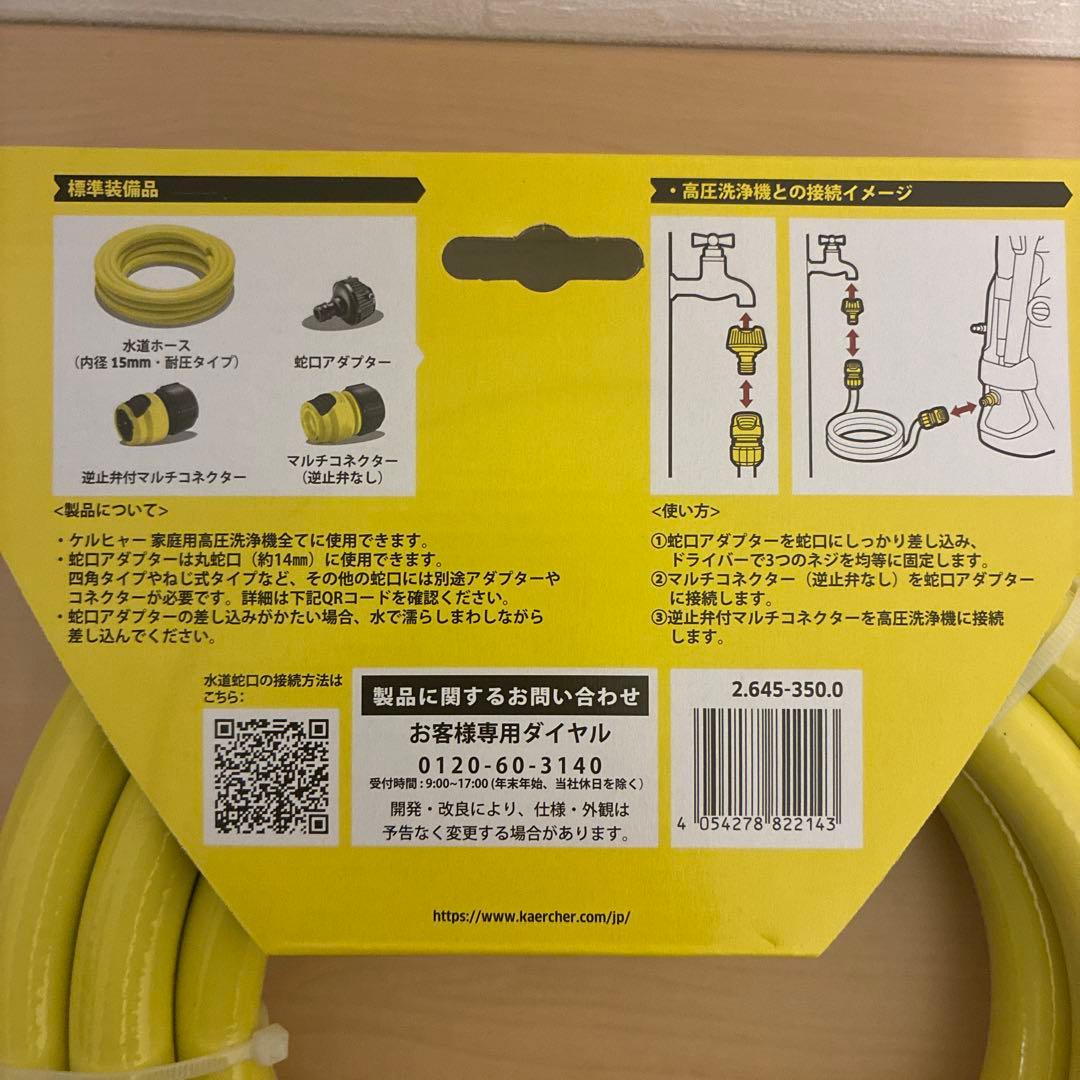 標準装備品
水道ホース
（内径 15mm・耐圧タイプ）
蛇口アダプター
逆止弁付マルチコネクター
マルチコネクター
（逆止弁なし）
<製品について>
・ケルヒャー 家庭用高圧洗浄機全てに使用できます。
・蛇口アダプターは丸蛇口（約14㎜）に使用できます。
四角タイプやねじ式タイプなど、その他の蛇口には別途アダプターや
コネクターが必要です。詳細は下記QRコードを確認ください。
・蛇口アダプターの差し込みがかたい場合、水で濡らしまわしながら
差し込んでください。
・高圧洗浄機との接続イメージ
<使い方>
①蛇口アダプターを蛇口にしっかり差し込み、
ドライバーで3つのネジを均等に固定します。
②マルチコネクター（逆止弁なし）を蛇口アダプター
に接続します。
③逆止弁付マルチコネクターを高圧洗浄機に接続
します。
水道蛇口の接続方法は
こちら:
製品に関するお問い合わせ
お客様専用ダイヤル
0120-60-3140
受付時間 : 9:00~17:00 (年末年始、当社休日を除く)
開発・改良により、仕様・外観は
予告なく変更する場合があります。
2.645-350.0
4 054278 822143
https://www.kaercher.com/jp/